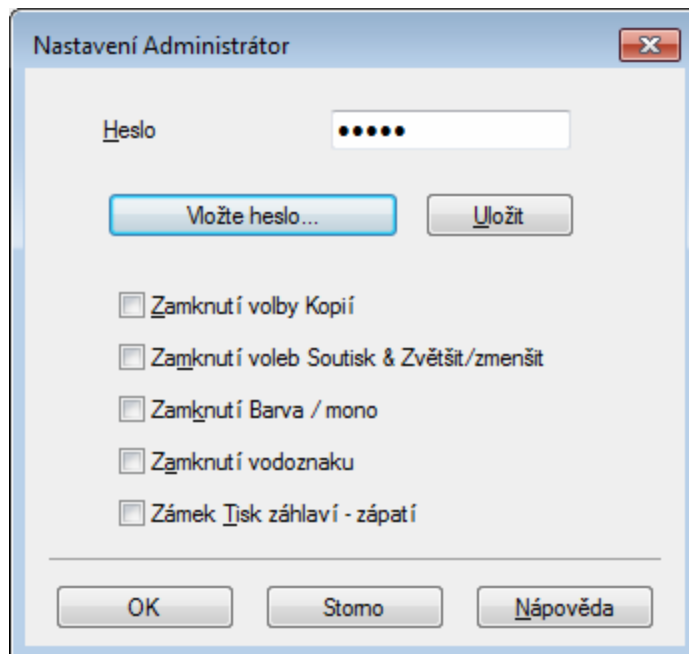 Nastavení Administrátor
Heslo •••••
Vložte heslo... Uložit
Zamknutí volby Kopií
Zamknutí voleb Soutisk & Zvětšit/zmenšit
Zamknutí Barva / mono
Zamknutí vodoznaku
Zámek Tisk záhlaví - zápatí
OK Storno Nápověda